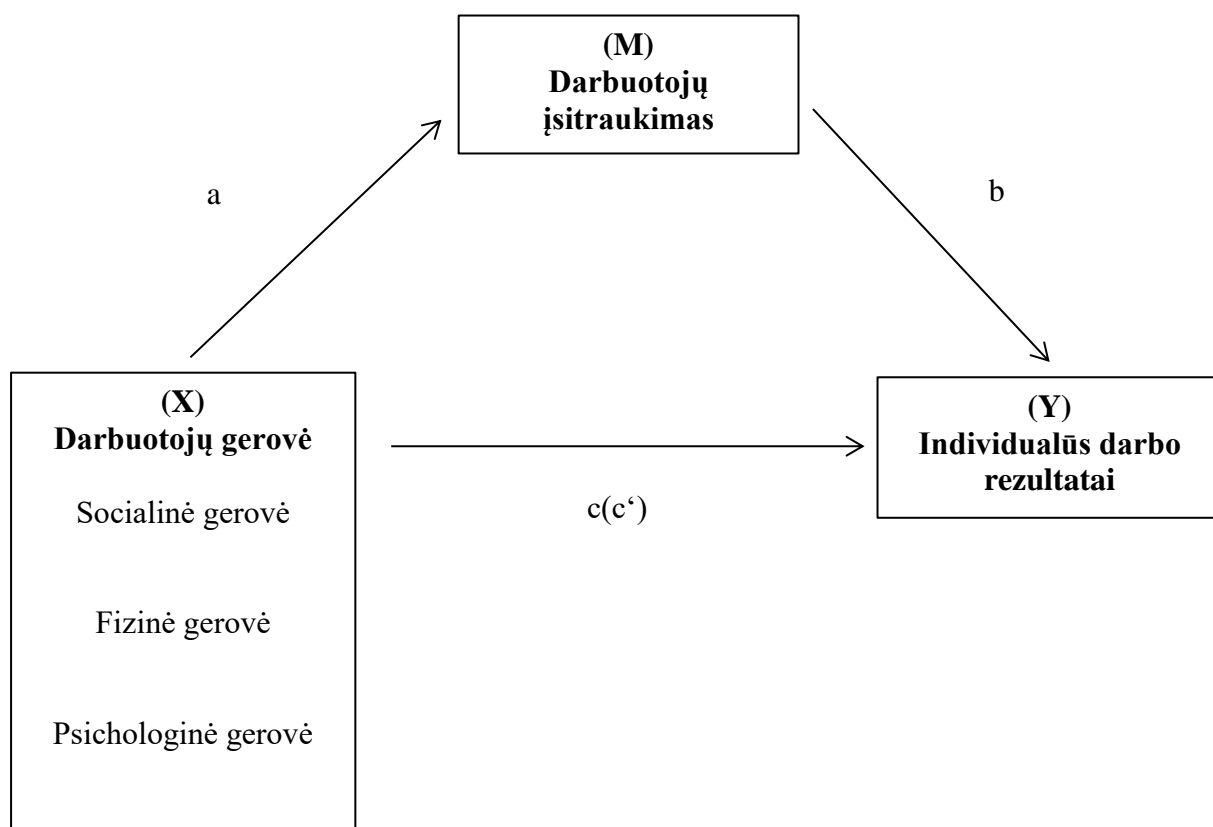 (M)
Darbuotojų
įsitraukimas
a
b
(X)
Darbuotojų gerovė
Socialinė gerovė
Fizinė gerovė
Psichologinė gerovė
c(c‘)
(Y)
Individualūs darbo
rezultatai